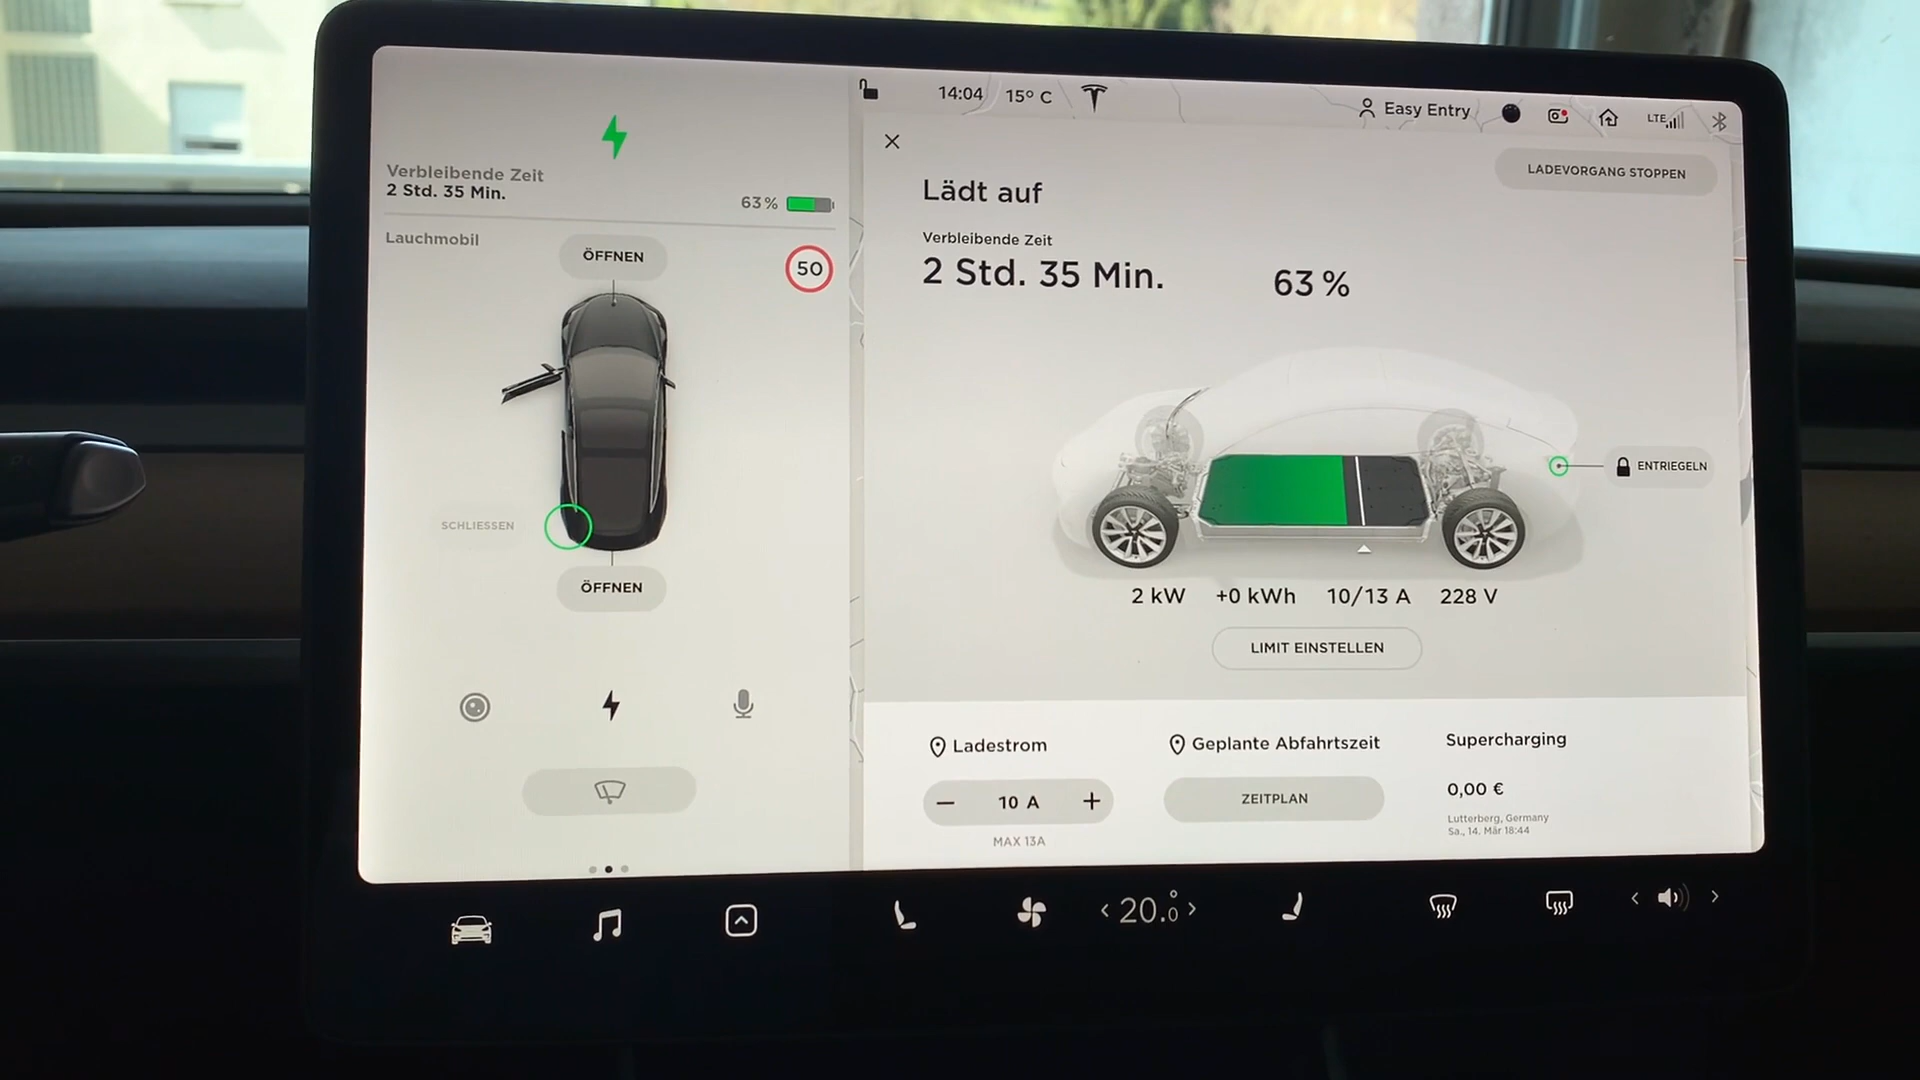 Verbleibende Zeit
2 Std. 35 Min.
63 %
Lauchmobil
ÖFFNEN
50
SCHLIESSEN
ÖFFNEN
14:04
15° C
Easy Entry
LTE
LADEVORGANG STOPPEN
Lädt auf
Verbleibende Zeit
2 Std. 35 Min.
63 %
ENTRIEGELN
2 kW +0 kWh 10/13 A 228 V
LIMIT EINSTELLEN
Ladestrom
10 A
MAX 13A
Geplante Abfahrtszeit
ZEITPLAN
Supercharging
0,00 €
Lutterberg, Germany
Sa., 14. Mär 18:44
20.0°